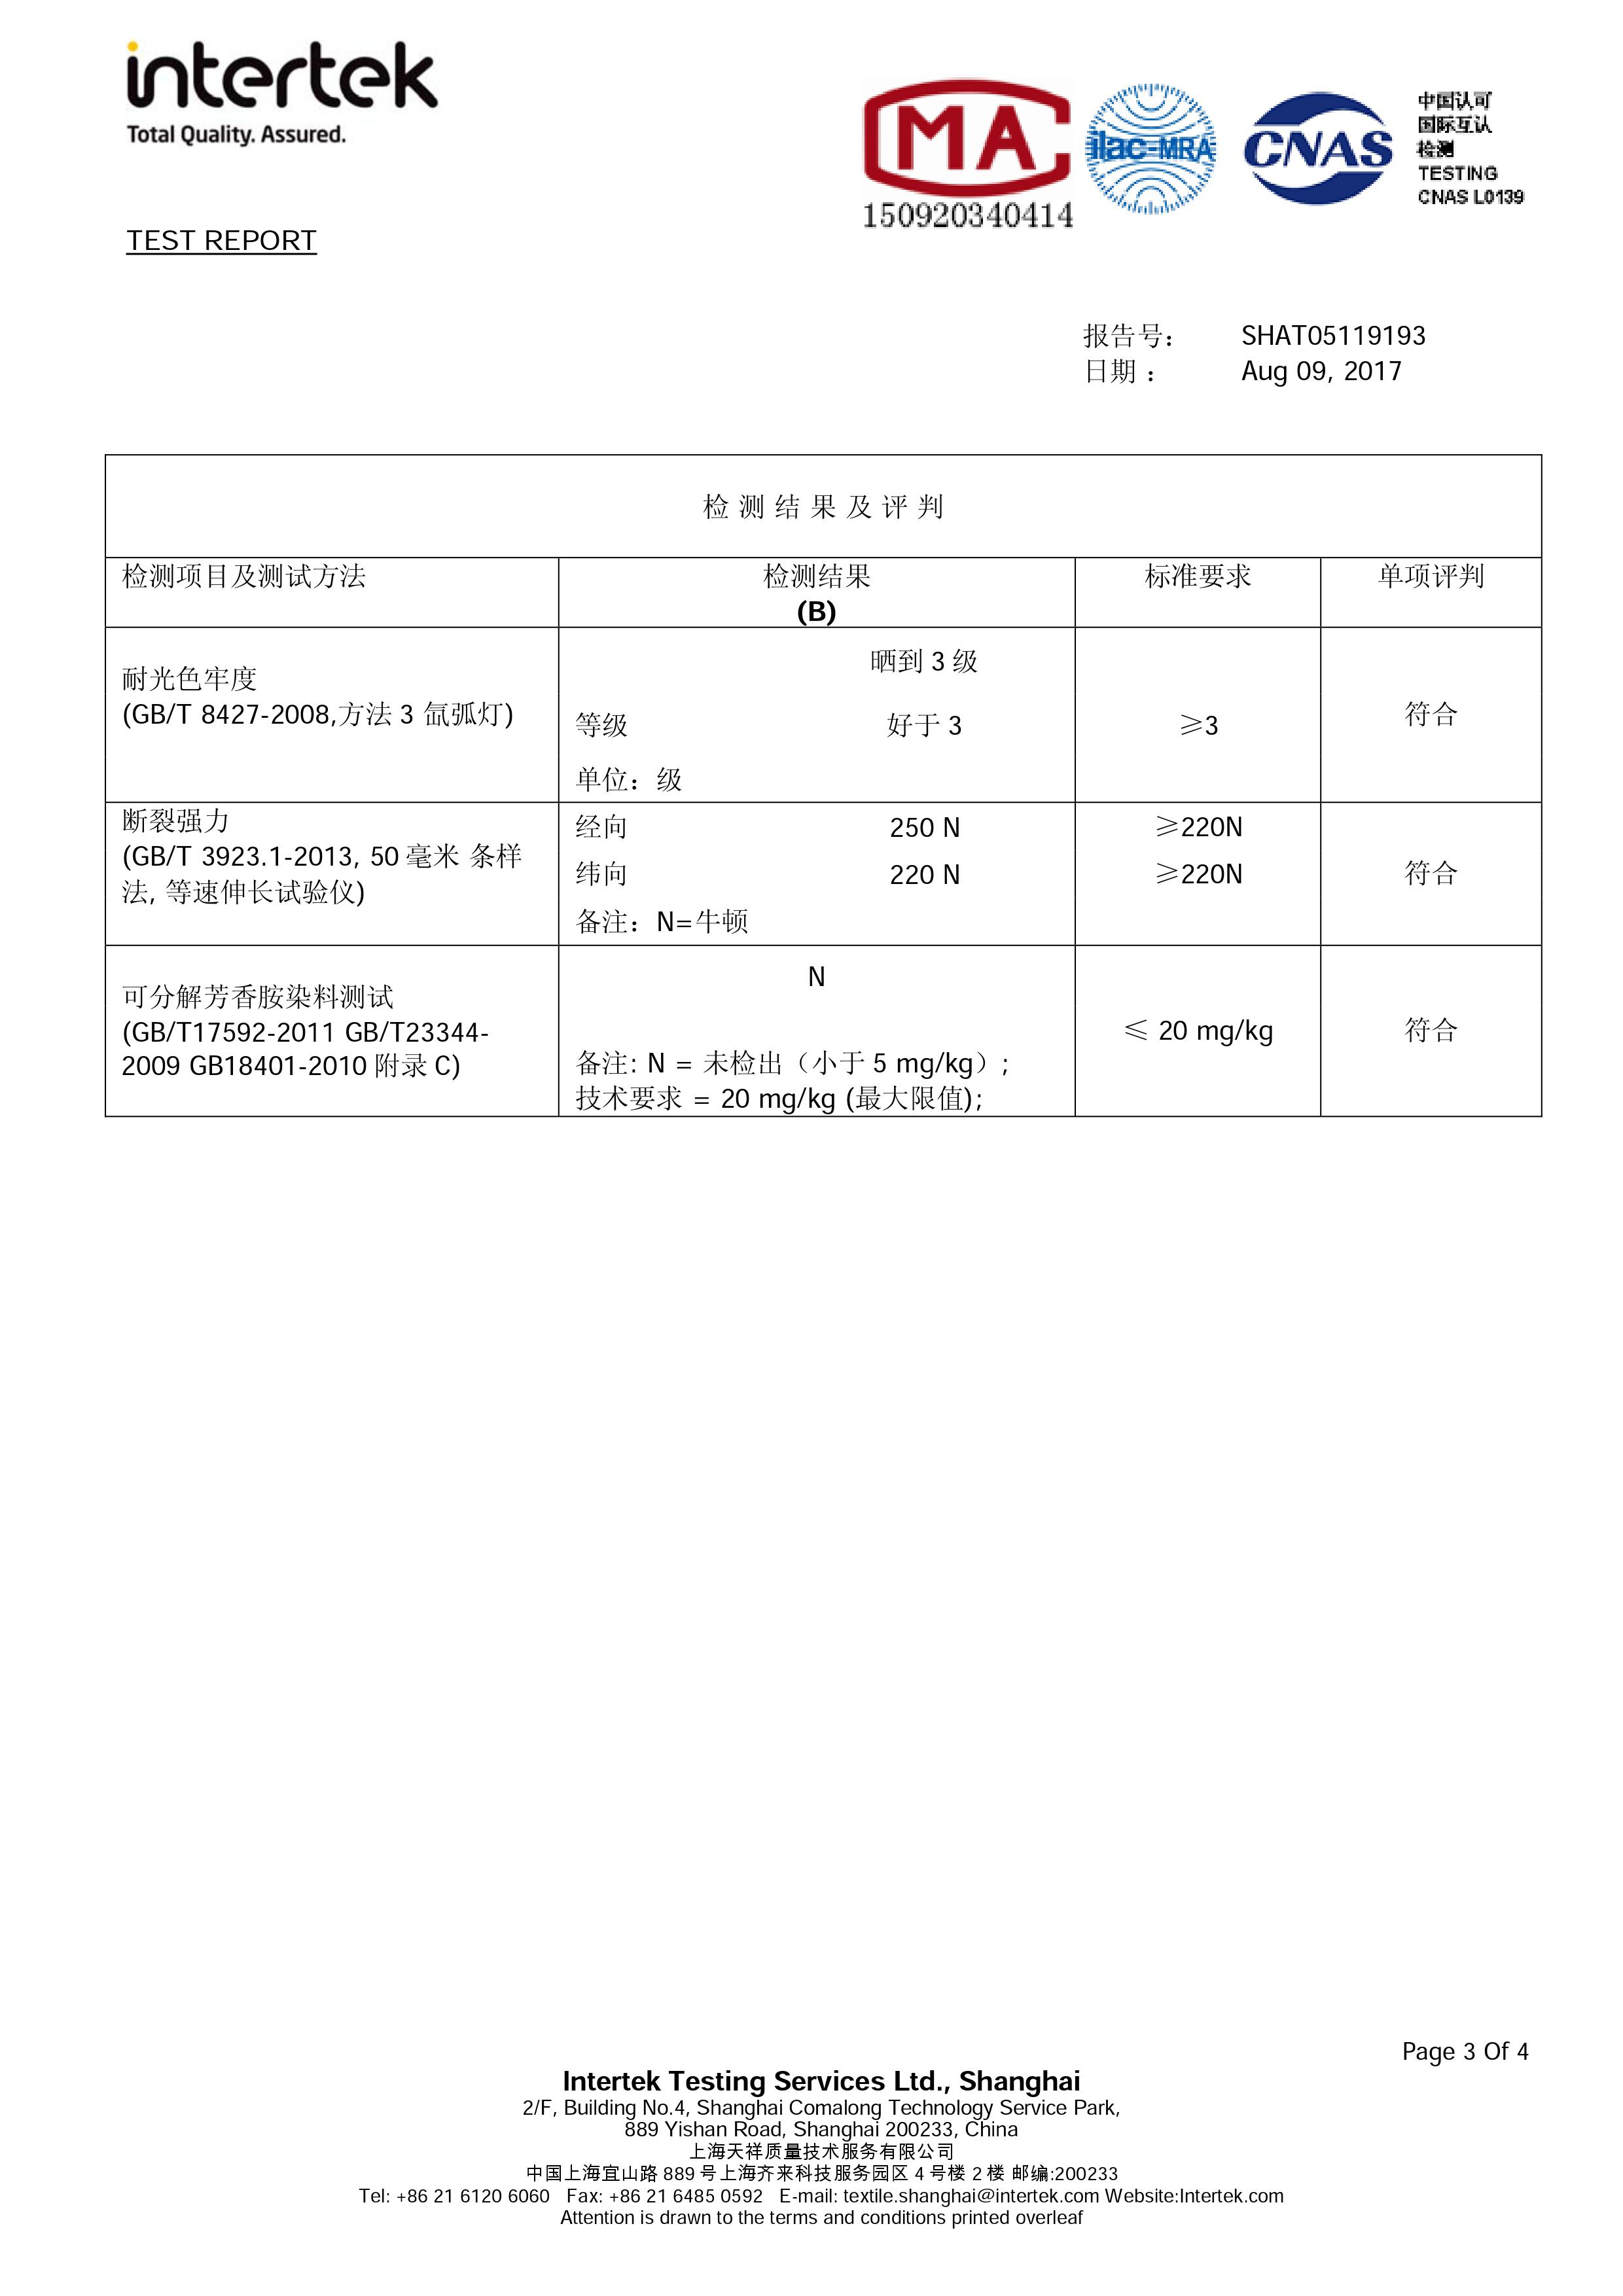 intertek
Total Quality. Assured.
MA
150920340414
ilac-MRA
CNAS
中国认可
国际互认
检测
TESTING
CNAS L0139
TEST REPORT
报告号: SHAT05119193
日期 : Aug 09, 2017
检 测 结 果 及 评 判
检测项目及测试方法 检测结果 标准要求 单项评判
(B)
晒到 3 级
耐光色牢度
(GB/T 8427-2008,方法 3 氙弧灯)
等级 好于 3 ≥3 符合
单位：级
断裂强力
(GB/T 3923.1-2013, 50 毫米 条样
法, 等速伸长试验仪)
经向 250 N ≥220N
纬向 220 N ≥220N 符合
备注：N=牛顿
可分解芳香胺染料测试
(GB/T17592-2011 GB/T23344-
2009 GB18401-2010 附录 C)
N
备注: N = 未检出（小于 5 mg/kg）;
技术要求 = 20 mg/kg (最大限值);
≤ 20 mg/kg 符合
Page 3 Of 4
Intertek Testing Services Ltd., Shanghai
2/F, Building No.4, Shanghai Comalong Technology Service Park,
889 Yishan Road, Shanghai 200233, China
上海天祥质量技术服务有限公司
中国上海宜山路 889 号上海齐来科技服务园区 4 号楼 2 楼 邮编:200233
Tel: +86 21 6120 6060 Fax: +86 21 6485 0592 E-mail: textile.shanghai@intertek.com Website:Intertek.com
Attention is drawn to the terms and conditions printed overleaf